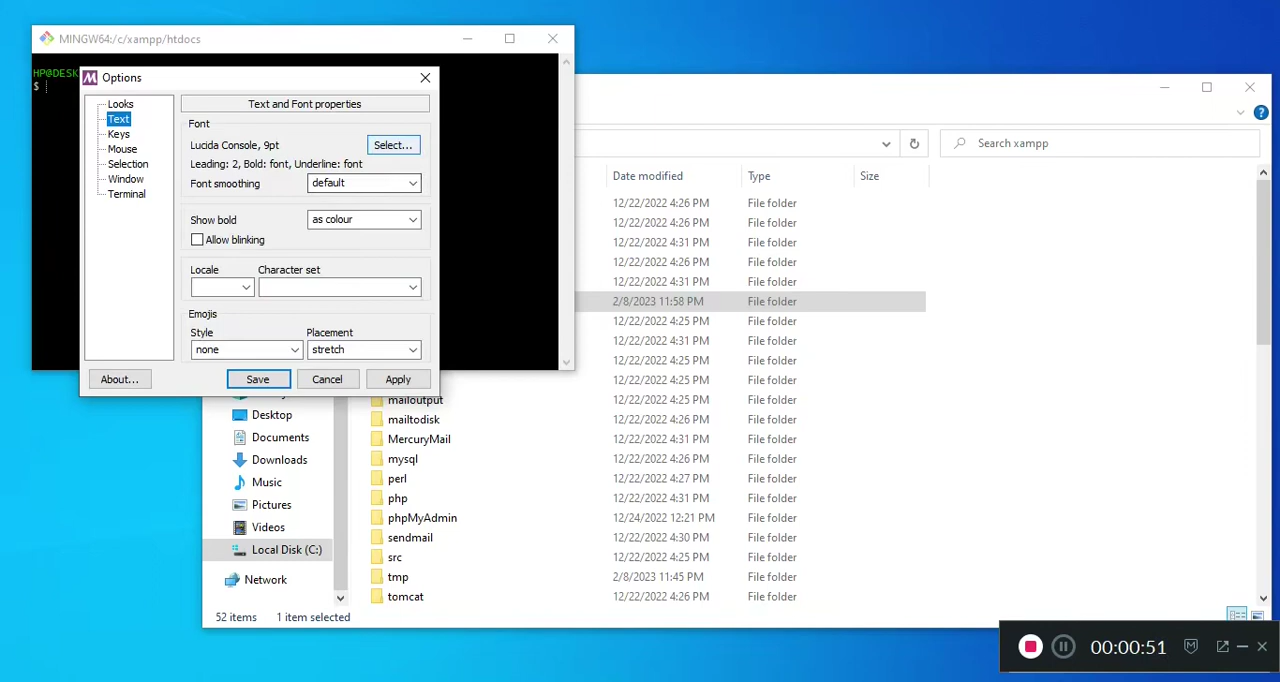 MINGW64:/c/xampp/htdocs
HP@DESK
$
Options
Looks
Text
Keys
Mouse
Selection
Window
Terminal
Text and Font properties
Font
Lucida Console, 9pt
Select...
Leading: 2, Bold: font, Underline: font
Font smoothing
default
Show bold
as colour
Allow blinking
Locale
Character set
Emojis
Style
Placement
none
stretch
About...
Save
Cancel
Apply
Search xampp
Date modified
Type
Size
12/22/2022 4:26 PM File folder
12/22/2022 4:26 PM File folder
12/22/2022 4:31 PM File folder
12/22/2022 4:26 PM File folder
12/22/2022 4:31 PM File folder
2/8/2023 11:58 PM File folder
12/22/2022 4:25 PM File folder
12/22/2022 4:31 PM File folder
12/22/2022 4:25 PM File folder
12/22/2022 4:25 PM File folder
mailoutput 12/22/2022 4:25 PM File folder
mailtodisk 12/22/2022 4:26 PM File folder
MercuryMail 12/22/2022 4:31 PM File folder
mysql 12/22/2022 4:26 PM File folder
perl 12/22/2022 4:27 PM File folder
php 12/22/2022 4:31 PM File folder
phpMyAdmin 12/24/2022 12:21 PM File folder
sendmail 12/22/2022 4:30 PM File folder
src 12/22/2022 4:25 PM File folder
tmp 2/8/2023 11:45 PM File folder
tomcat 12/22/2022 4:26 PM File folder
Desktop
Documents
Downloads
Music
Pictures
Videos
Local Disk (C:)
Network
52 items
1 item selected
00:00:51